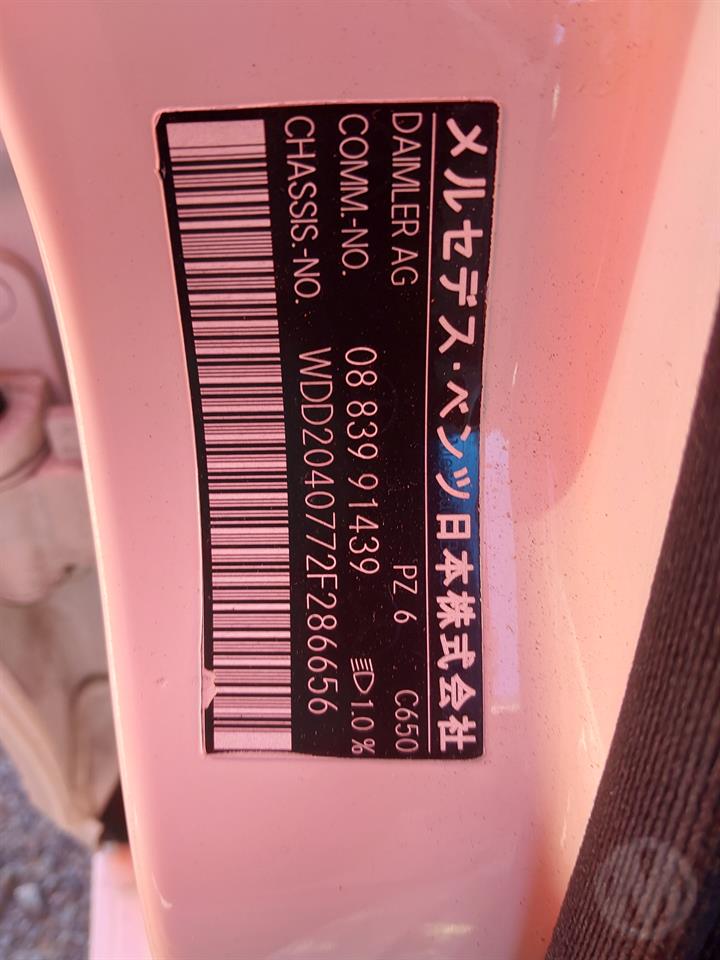 メルセデス・ベンツ日本株式会社
DAIMLER AG PZ 6 C650
COMM.-NO. 08 839 91439 1.0 %
CHASSIS.-NO. WDD2040772F286656